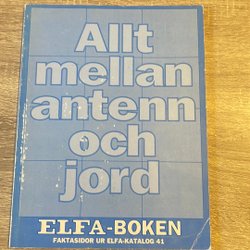 Allt
mellan
antenn
och
jord
ELFA-BOKEN
FAKTASIDOR UR ELFA-KATALOG 41